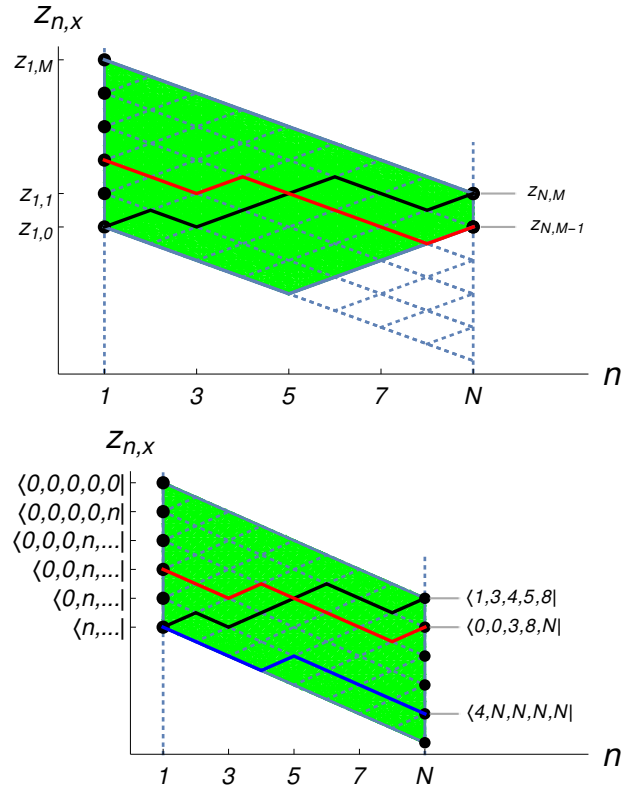 z_{n,x}
z_{1,M}
z_{1,1}
z_{N,M}
z_{1,0}
z_{N,M−1}
n
1 3 5 7 N
z_{n,x}
⟨0,0,0,0,0|
⟨0,0,0,0,n|
⟨0,0,0,n,...|
⟨0,0,n,...|
⟨0,n,...| ⟨1,3,4,5,8|
⟨n,...| ⟨0,0,3,8,N|
⟨4,N,N,N,N|
n
1 3 5 7 N